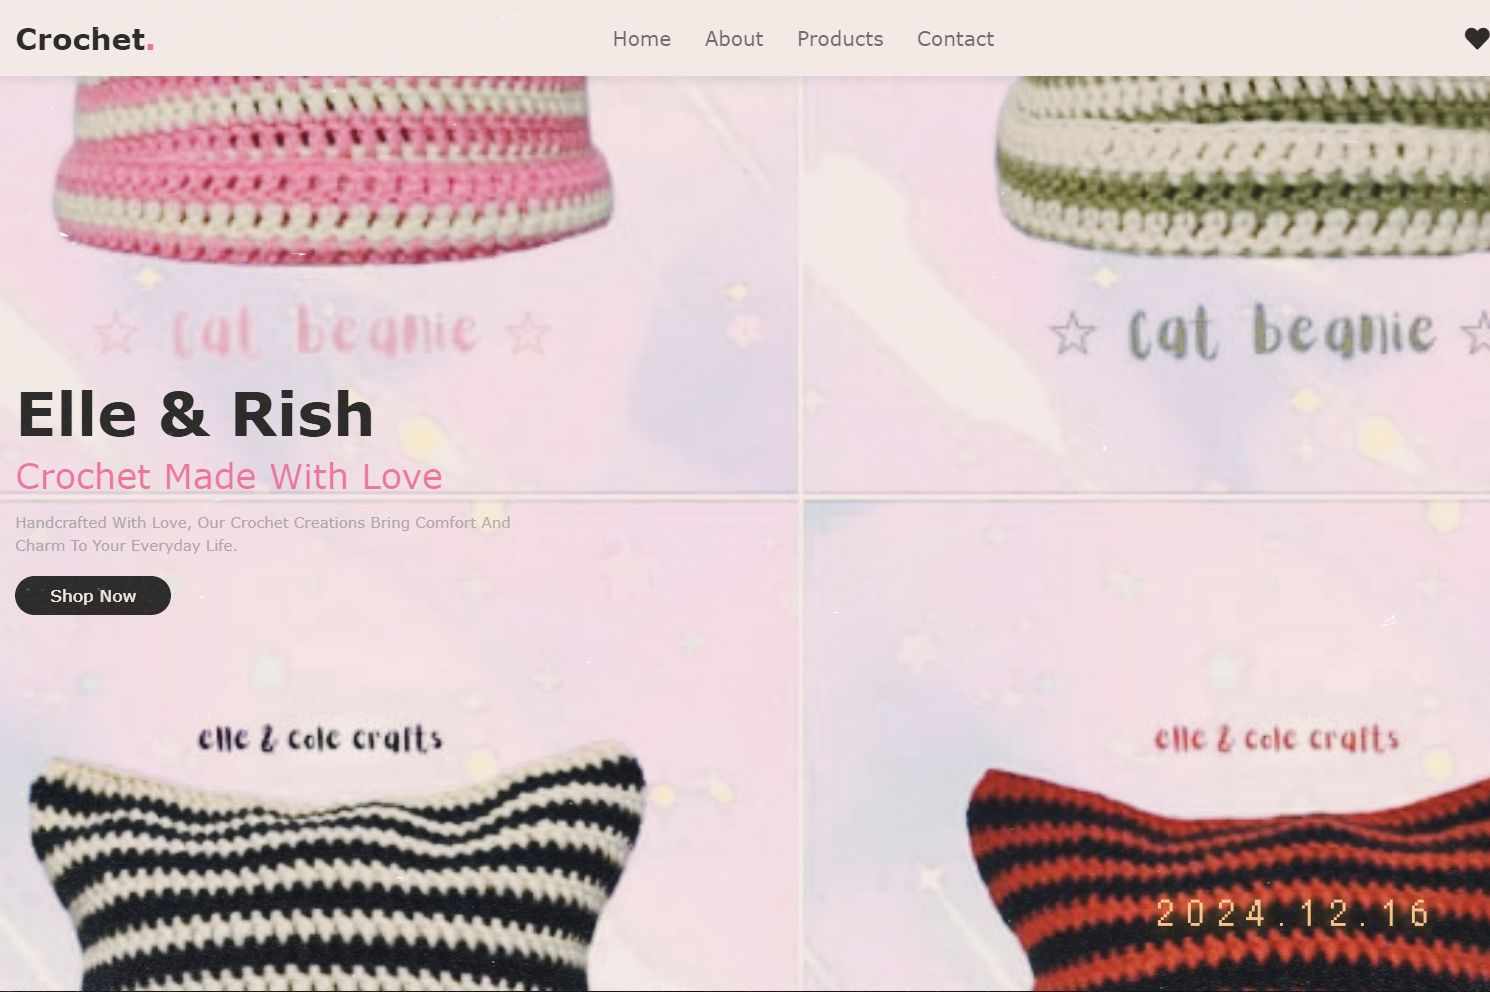 Crochet.
Home About Products Contact
☆ cat beanie ☆
☆ cat beanie ☆
Elle & Rish
Crochet Made With Love
Handcrafted With Love, Our Crochet Creations Bring Comfort And
Charm To Your Everyday Life.
Shop Now
elle & cole crafts
elle & cole crafts
2024.12.16